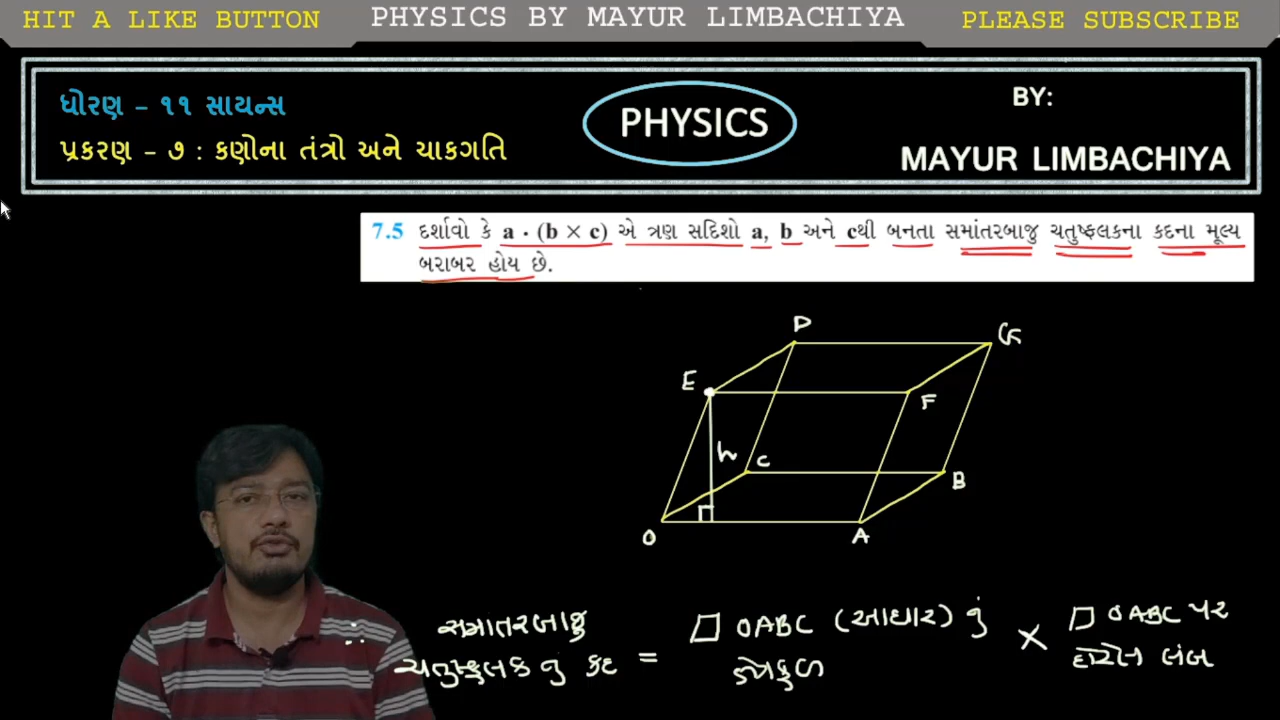 HIT A LIKE BUTTON
PHYSICS BY MAYUR LIMBACHIYA
PLEASE SUBSCRIBE
ધોરણ – ૧૧ સાયન્સ
પ્રકરણ – ૭ : કણોના તંત્રો અને ચાકગતિ
PHYSICS
BY:
MAYUR LIMBACHIYA
7.5 દર્શાવો કે a · (b × c) એ ત્રણ સદિશો a, b અને cથી બનતા સમાંતરબાજુ ચતુષ્ફલકના કદના મૂલ્ય
બરાબર હોય છે.
D
G
E
F
h
C
B
O
A
સમાંતરબાજુ
ચતુષ્ફલક નું કદ =
□ OABC (આધાર) નું
ક્ષેત્રફળ
×
□ OABC પર
દોરેલ લંબ